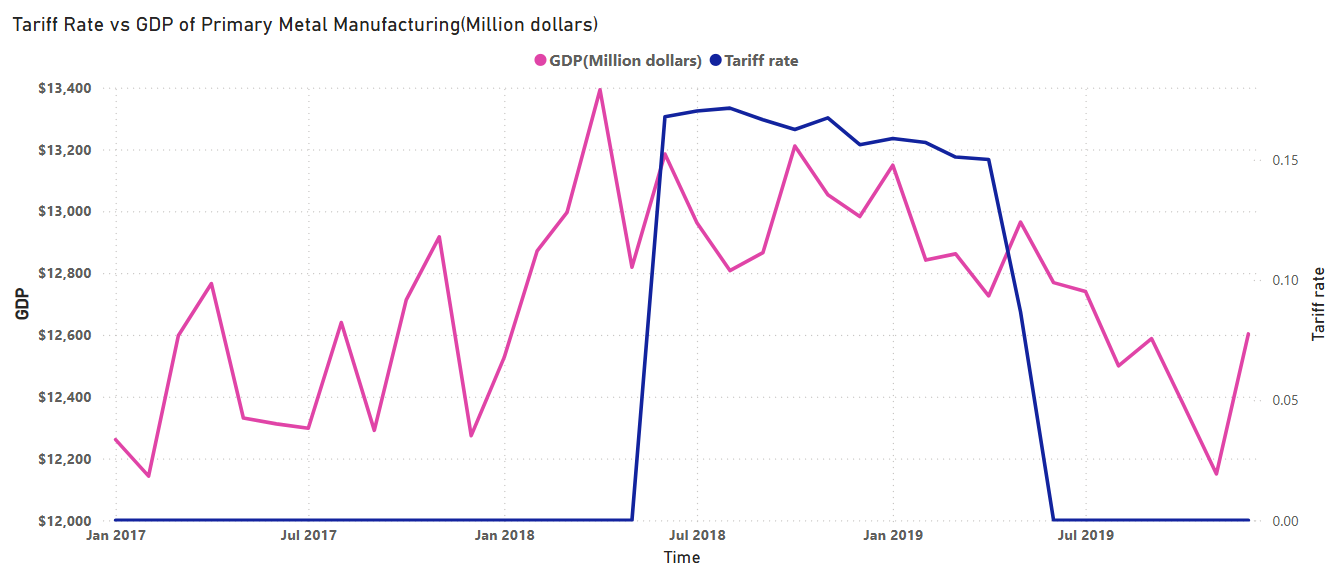 Tariff Rate vs GDP of Primary Metal Manufacturing(Million dollars)
GDP(Million dollars) Tariff rate
$13,400
$13,200
$13,000
$12,800
$12,600
$12,400
$12,200
$12,000
GDP
0.15
0.10
0.05
0.00
Tariff rate
Jan 2017 Jul 2017 Jan 2018 Jul 2018 Jan 2019 Jul 2019
Time